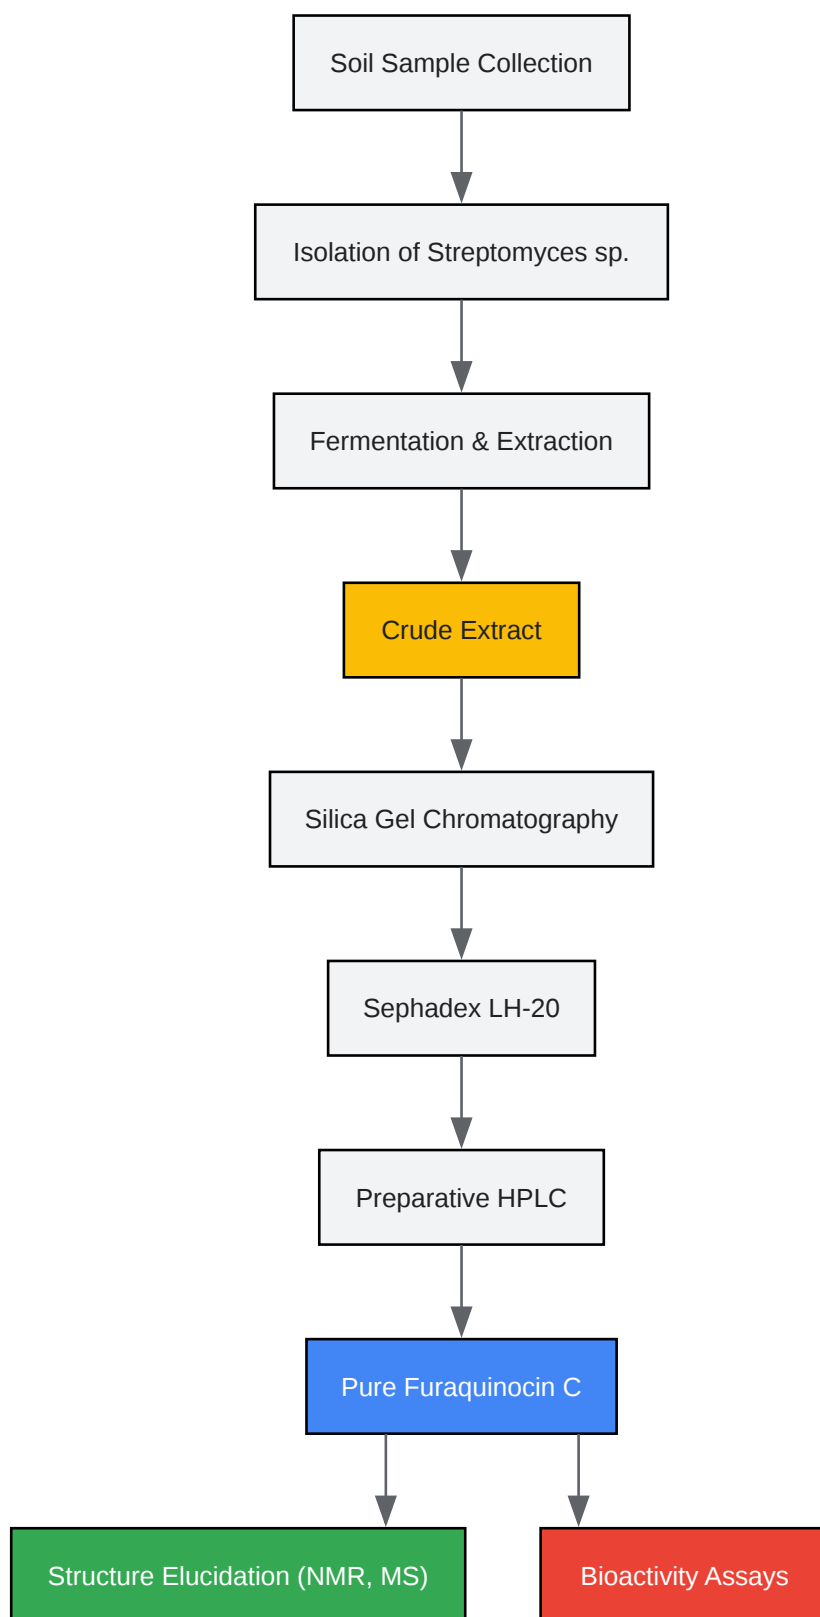 Soil Sample Collection
Isolation of Streptomyces sp.
Fermentation & Extraction
Crude Extract
Silica Gel Chromatography
Sephadex LH-20
Preparative HPLC
Pure Furaquinocin C
Structure Elucidation (NMR, MS)
Bioactivity Assays